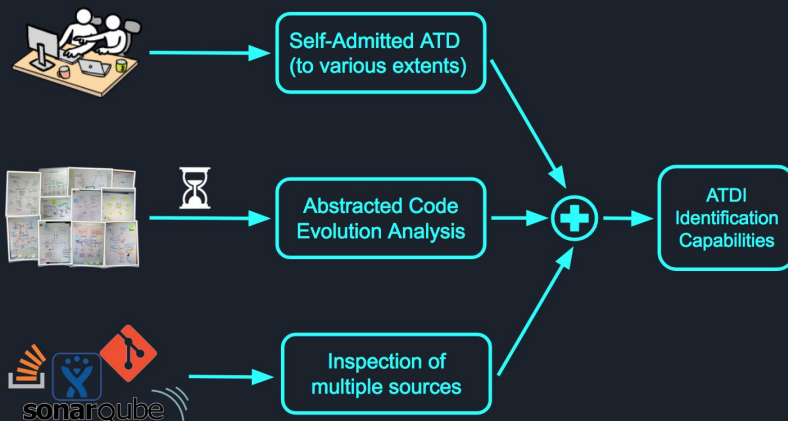 Self-Admitted ATD
(to various extents)
Abstracted Code
Evolution Analysis
ATDI
Identification
Capabilities
Inspection of
multiple sources
sonarqube